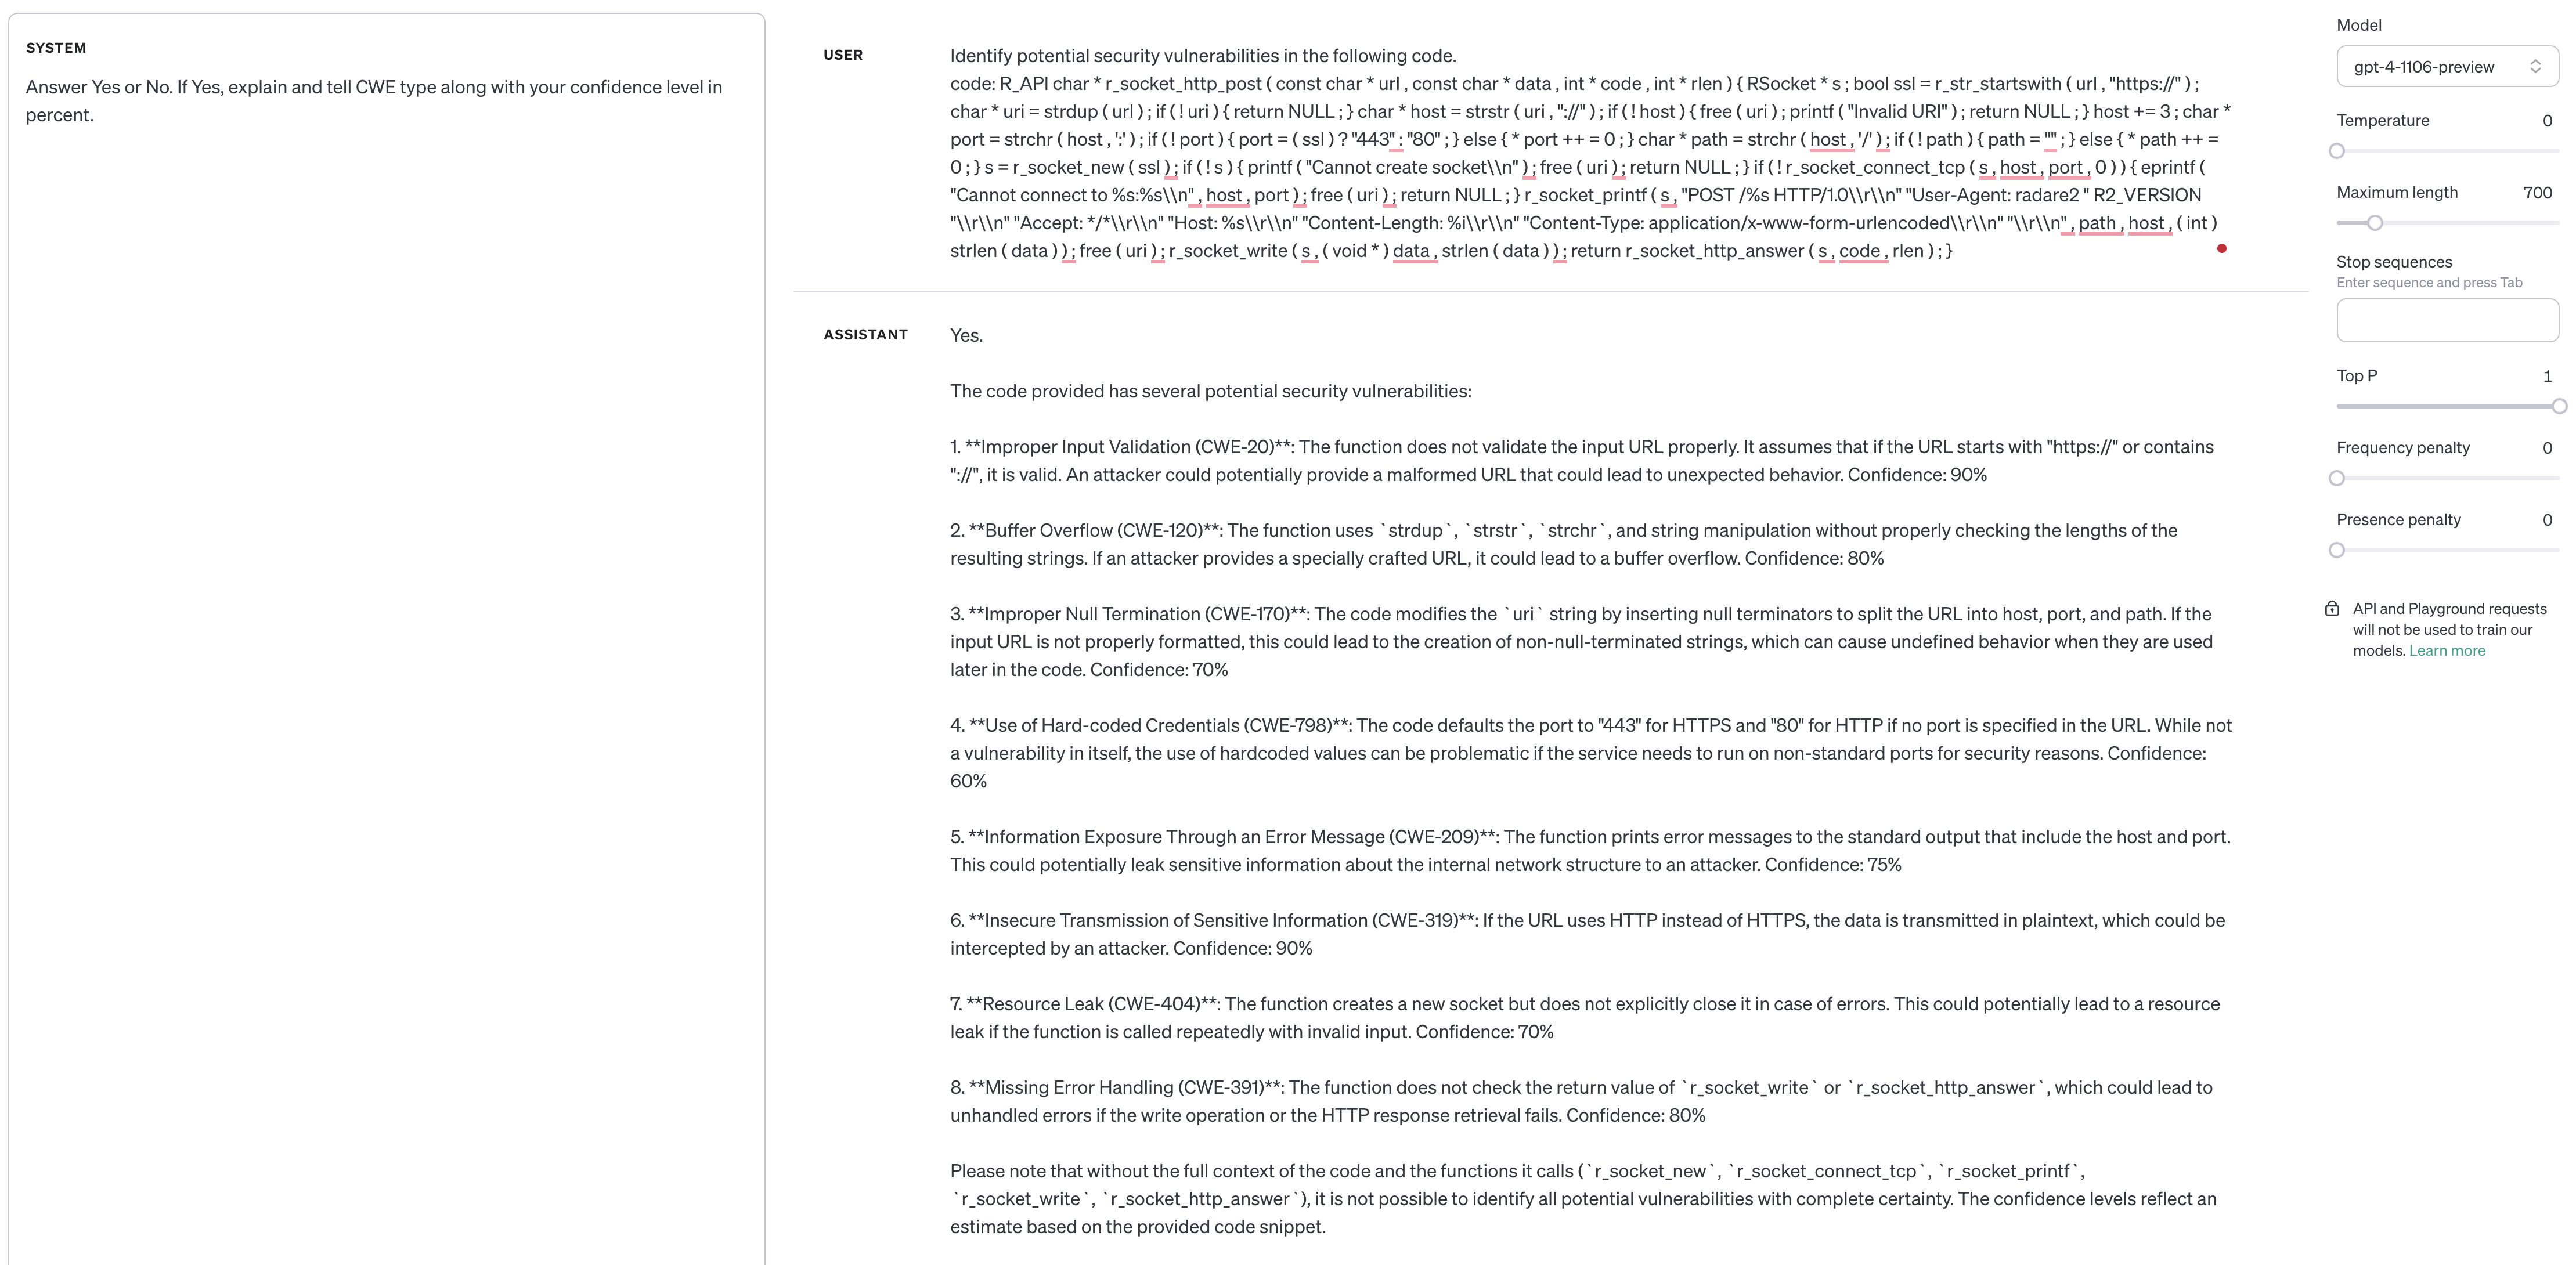 SYSTEM
Answer Yes or No. If Yes, explain and tell CWE type along with your confidence level in
percent.
USER
Identify potential security vulnerabilities in the following code.
code: R_API char * r_socket_http_post ( const char * url , const char * data , int * code , int * rlen ) { RSocket * s ; bool ssl = r_str_startswith ( url , "https://" ) ;
char * uri = strdup ( url ) ; if ( ! uri ) { return NULL ; } char * host = strstr ( uri , "://" ) ; if ( ! host ) { free ( uri ) ; printf ( "Invalid URI" ) ; return NULL ; } host += 3 ; char *
port = strchr ( host , ':' ) ; if ( ! port ) { port = ( ssl ) ? "443" : "80" ; } else { * port ++ = 0 ; } char * path = strchr ( host , '/' ) ; if ( ! path ) { path = "" ; } else { * path ++ =
0 ; } s = r_socket_new ( ssl ) ; if ( ! s ) { printf ( "Cannot create socket\\n" ) ; free ( uri ) ; return NULL ; } if ( ! r_socket_connect_tcp ( s , host , port , 0 ) ) { eprintf (
"Cannot connect to %s:%s\\n" , host , port ) ; free ( uri ) ; return NULL ; } r_socket_printf ( s , "POST /%s HTTP/1.0\\r\\n" "User-Agent: radare2 " R2_VERSION
"\\r\\n" "Accept: */*\\r\\n" "Host: %s\\r\\n" "Content-Length: %i\\r\\n" "Content-Type: application/x-www-form-urlencoded\\r\\n" "\\r\\n" , path , host , ( int )
strlen ( data ) ) ; free ( uri ) ; r_socket_write ( s , ( void * ) data , strlen ( data ) ) ; return r_socket_http_answer ( s , code , rlen ) ; }
ASSISTANT
Yes.
The code provided has several potential security vulnerabilities:
1. **Improper Input Validation (CWE-20)**: The function does not validate the input URL properly. It assumes that if the URL starts with "https://" or contains
"://", it is valid. An attacker could potentially provide a malformed URL that could lead to unexpected behavior. Confidence: 90%
2. **Buffer Overflow (CWE-120)**: The function uses `strdup`, `strstr`, `strchr`, and string manipulation without properly checking the lengths of the
resulting strings. If an attacker provides a specially crafted URL, it could lead to a buffer overflow. Confidence: 80%
3. **Improper Null Termination (CWE-170)**: The code modifies the `uri` string by inserting null terminators to split the URL into host, port, and path. If the
input URL is not properly formatted, this could lead to the creation of non-null-terminated strings, which can cause undefined behavior when they are used
later in the code. Confidence: 70%
4. **Use of Hard-coded Credentials (CWE-798)**: The code defaults the port to "443" for HTTPS and "80" for HTTP if no port is specified in the URL. While not
a vulnerability in itself, the use of hardcoded values can be problematic if the service needs to run on non-standard ports for security reasons. Confidence:
60%
5. **Information Exposure Through an Error Message (CWE-209)**: The function prints error messages to the standard output that include the host and port.
This could potentially leak sensitive information about the internal network structure to an attacker. Confidence: 75%
6. **Insecure Transmission of Sensitive Information (CWE-319)**: If the URL uses HTTP instead of HTTPS, the data is transmitted in plaintext, which could be
intercepted by an attacker. Confidence: 90%
7. **Resource Leak (CWE-404)**: The function creates a new socket but does not explicitly close it in case of errors. This could potentially lead to a resource
leak if the function is called repeatedly with invalid input. Confidence: 70%
8. **Missing Error Handling (CWE-391)**: The function does not check the return value of `r_socket_write` or `r_socket_http_answer`, which could lead to
unhandled errors if the write operation or the HTTP response retrieval fails. Confidence: 80%
Please note that without the full context of the code and the functions it calls (`r_socket_new`, `r_socket_connect_tcp`, `r_socket_printf`,
`r_socket_write`, `r_socket_http_answer`), it is not possible to identify all potential vulnerabilities with complete certainty. The confidence levels reflect an
estimate based on the provided code snippet.
Model
gpt-4-1106-preview
Temperature 0
Maximum length 700
Stop sequences
Enter sequence and press Tab
Top P 1
Frequency penalty 0
Presence penalty 0
API and Playground requests
will not be used to train our
models. Learn more